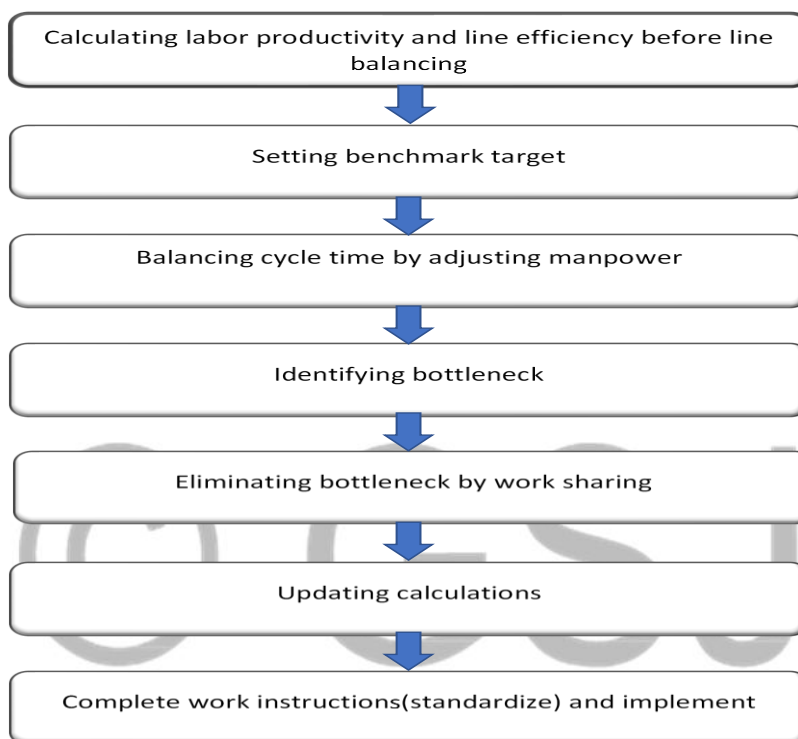 Calculating labor productivity and line efficiency before line
balancing
Setting benchmark target
Balancing cycle time by adjusting manpower
Identifying bottleneck
Eliminating bottleneck by work sharing
© GSJ
Updating calculations
Complete work instructions(standardize) and implement